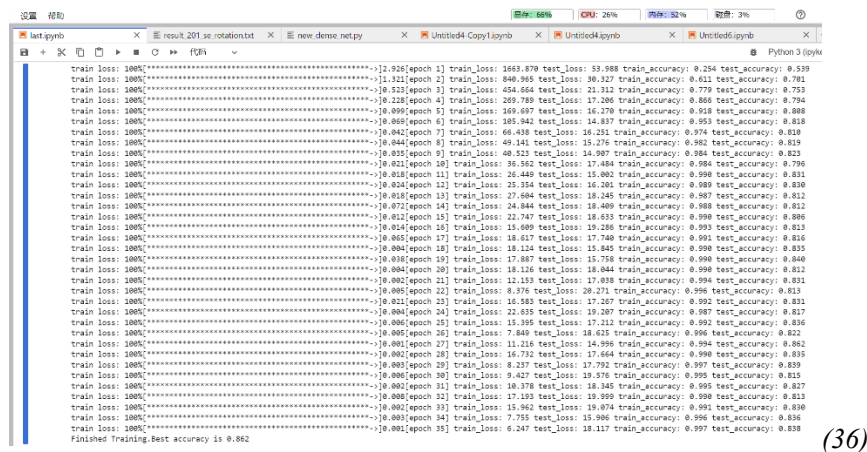 设置 帮助 显存: 66% CPU: 26% 内存: 52% 磁盘: 3%
last.ipynb × result_201_se_rotation.txt × new_dense_net.py × Untitled4-Copy1.ipynb × Untitled4.ipynb × Untitled6.ipynb ×
代码 Python 3 (ipyke
train loss: 100%[**************************************************->]2.926[epoch 1] train_loss: 1663.870 test_loss: 53.988 train_accuracy: 0.254 test_accuracy: 0.539
train loss: 100%[**************************************************->]1.321[epoch 2] train_loss: 840.965 test_loss: 30.327 train_accuracy: 0.611 test_accuracy: 0.701
train loss: 100%[**************************************************->]0.523[epoch 3] train_loss: 454.664 test_loss: 21.312 train_accuracy: 0.779 test_accuracy: 0.753
train loss: 100%[**************************************************->]0.228[epoch 4] train_loss: 269.789 test_loss: 17.206 train_accuracy: 0.866 test_accuracy: 0.794
train loss: 100%[**************************************************->]0.099[epoch 5] train_loss: 169.697 test_loss: 16.270 train_accuracy: 0.918 test_accuracy: 0.808
train loss: 100%[**************************************************->]0.069[epoch 6] train_loss: 105.942 test_loss: 14.837 train_accuracy: 0.953 test_accuracy: 0.818
train loss: 100%[**************************************************->]0.042[epoch 7] train_loss: 66.438 test_loss: 16.251 train_accuracy: 0.974 test_accuracy: 0.810
train loss: 100%[**************************************************->]0.044[epoch 8] train_loss: 49.141 test_loss: 15.276 train_accuracy: 0.982 test_accuracy: 0.819
train loss: 100%[**************************************************->]0.035[epoch 9] train_loss: 40.523 test_loss: 14.907 train_accuracy: 0.984 test_accuracy: 0.823
train loss: 100%[**************************************************->]0.021[epoch 10] train_loss: 36.562 test_loss: 17.484 train_accuracy: 0.984 test_accuracy: 0.796
train loss: 100%[**************************************************->]0.018[epoch 11] train_loss: 26.449 test_loss: 15.002 train_accuracy: 0.990 test_accuracy: 0.831
train loss: 100%[**************************************************->]0.024[epoch 12] train_loss: 25.354 test_loss: 16.201 train_accuracy: 0.989 test_accuracy: 0.830
train loss: 100%[**************************************************->]0.018[epoch 13] train_loss: 27.604 test_loss: 18.245 train_accuracy: 0.987 test_accuracy: 0.812
train loss: 100%[**************************************************->]0.072[epoch 14] train_loss: 24.844 test_loss: 18.409 train_accuracy: 0.988 test_accuracy: 0.812
train loss: 100%[**************************************************->]0.012[epoch 15] train_loss: 22.747 test_loss: 18.633 train_accuracy: 0.990 test_accuracy: 0.806
train loss: 100%[**************************************************->]0.014[epoch 16] train_loss: 15.609 test_loss: 19.286 train_accuracy: 0.993 test_accuracy: 0.813
train loss: 100%[**************************************************->]0.065[epoch 17] train_loss: 18.617 test_loss: 17.740 train_accuracy: 0.991 test_accuracy: 0.816
train loss: 100%[**************************************************->]0.004[epoch 18] train_loss: 18.124 test_loss: 15.845 train_accuracy: 0.990 test_accuracy: 0.835
train loss: 100%[**************************************************->]0.038[epoch 19] train_loss: 17.887 test_loss: 15.758 train_accuracy: 0.990 test_accuracy: 0.840
train loss: 100%[**************************************************->]0.004[epoch 20] train_loss: 18.126 test_loss: 18.044 train_accuracy: 0.990 test_accuracy: 0.812
train loss: 100%[**************************************************->]0.002[epoch 21] train_loss: 12.153 test_loss: 17.038 train_accuracy: 0.994 test_accuracy: 0.831
train loss: 100%[**************************************************->]0.005[epoch 22] train_loss: 8.376 test_loss: 20.271 train_accuracy: 0.996 test_accuracy: 0.813
train loss: 100%[**************************************************->]0.021[epoch 23] train_loss: 16.583 test_loss: 17.267 train_accuracy: 0.992 test_accuracy: 0.831
train loss: 100%[**************************************************->]0.004[epoch 24] train_loss: 22.635 test_loss: 19.207 train_accuracy: 0.987 test_accuracy: 0.817
train loss: 100%[**************************************************->]0.006[epoch 25] train_loss: 15.395 test_loss: 17.212 train_accuracy: 0.992 test_accuracy: 0.836
train loss: 100%[**************************************************->]0.005[epoch 26] train_loss: 7.849 test_loss: 18.625 train_accuracy: 0.996 test_accuracy: 0.822
train loss: 100%[**************************************************->]0.001[epoch 27] train_loss: 11.216 test_loss: 14.996 train_accuracy: 0.994 test_accuracy: 0.862
train loss: 100%[**************************************************->]0.002[epoch 28] train_loss: 16.732 test_loss: 17.664 train_accuracy: 0.990 test_accuracy: 0.835
train loss: 100%[**************************************************->]0.003[epoch 29] train_loss: 8.237 test_loss: 17.792 train_accuracy: 0.997 test_accuracy: 0.839
train loss: 100%[**************************************************->]0.006[epoch 30] train_loss: 9.427 test_loss: 19.576 train_accuracy: 0.995 test_accuracy: 0.815
train loss: 100%[**************************************************->]0.002[epoch 31] train_loss: 10.378 test_loss: 18.345 train_accuracy: 0.995 test_accuracy: 0.827
train loss: 100%[**************************************************->]0.008[epoch 32] train_loss: 17.193 test_loss: 19.999 train_accuracy: 0.990 test_accuracy: 0.813
train loss: 100%[**************************************************->]0.002[epoch 33] train_loss: 15.962 test_loss: 19.074 train_accuracy: 0.991 test_accuracy: 0.830
train loss: 100%[**************************************************->]0.003[epoch 34] train_loss: 7.755 test_loss: 15.906 train_accuracy: 0.996 test_accuracy: 0.836
train loss: 100%[**************************************************->]0.001[epoch 35] train_loss: 6.247 test_loss: 18.117 train_accuracy: 0.997 test_accuracy: 0.838
Finished Training.Best accuracy is 0.862
(36)